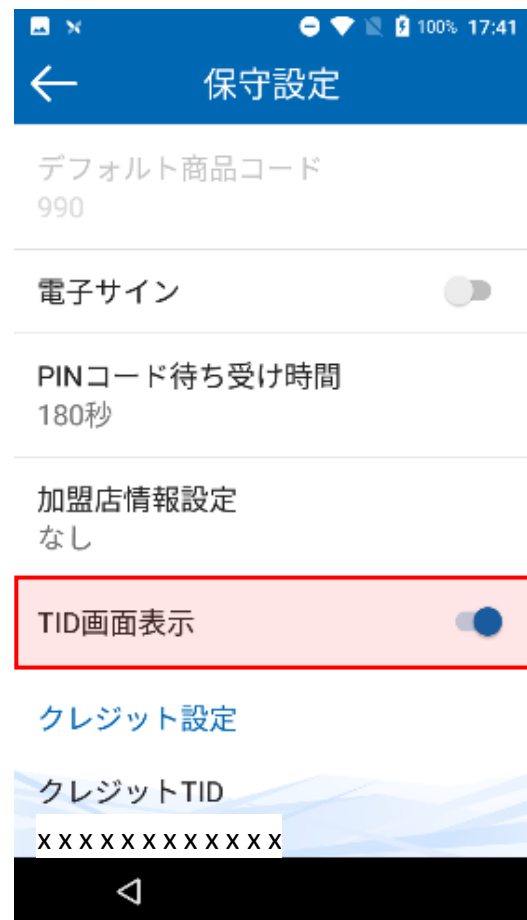 100% 17:41
保守設定
デフォルト商品コード
990
電子サイン
PINコード待ち受け時間
180秒
加盟店情報設定
なし
TID画面表示
クレジット設定
クレジットTID
xxxxxxxxxxxx